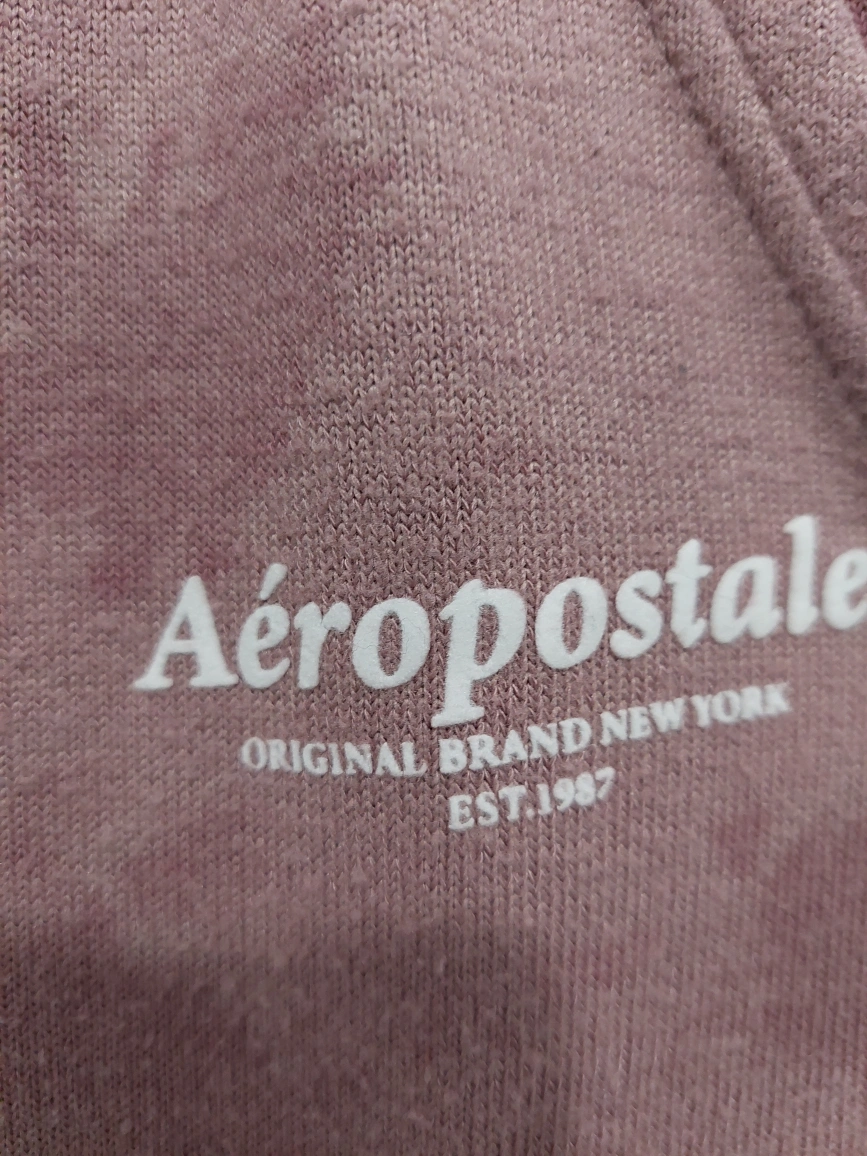 Aéropostale
ORIGINAL BRAND NEW YORK
EST.1987